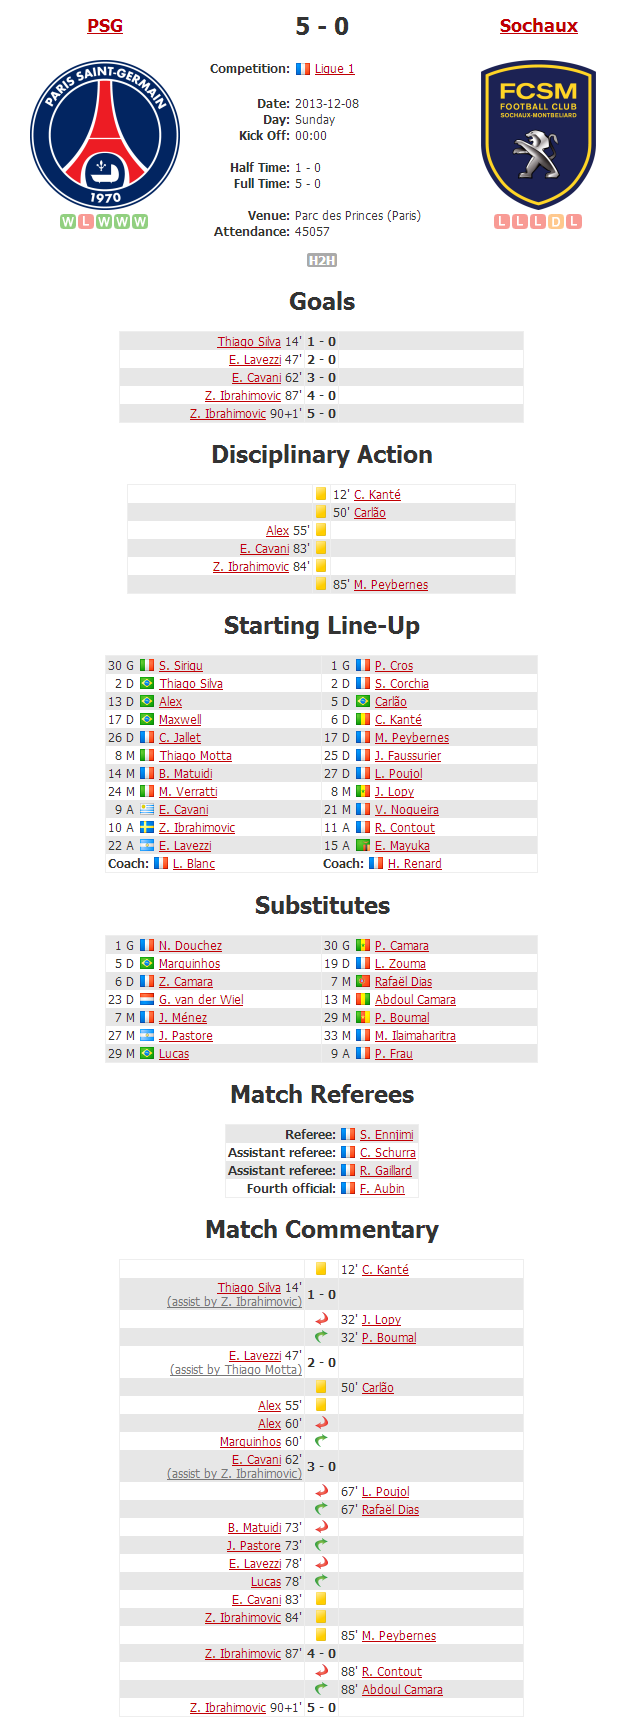 PSG 5 - 0 Sochaux
PARIS SAINT-GERMAIN
1970
W L W W W
Competition: Ligue 1
Date: 2013-12-08
Day: Sunday
Kick Off: 00:00
Half Time: 1 - 0
Full Time: 5 - 0
Venue: Parc des Princes (Paris)
Attendance: 45057
H2H
FCSM
FOOTBALL CLUB
SOCHAUX-MONTBELIARD
L L L D L
Goals
Thiago Silva 14' 1 - 0
E. Lavezzi 47' 2 - 0
E. Cavani 62' 3 - 0
Z. Ibrahimovic 87' 4 - 0
Z. Ibrahimovic 90+1' 5 - 0
Disciplinary Action
12' C. Kanté
50' Carlão
Alex 55'
E. Cavani 83'
Z. Ibrahimovic 84'
85' M. Peybernes
Starting Line-Up
30 G S. Sirigu 1 G P. Cros
2 D Thiago Silva 2 D S. Corchia
13 D Alex 5 D Carlão
17 D Maxwell 6 D C. Kanté
26 D C. Jallet 17 D M. Peybernes
8 M Thiago Motta 25 D J. Faussurier
14 M B. Matuidi 27 D L. Poujol
24 M M. Verratti 8 M J. Lopy
9 A E. Cavani 21 M V. Nogueira
10 A Z. Ibrahimovic 11 A R. Contout
22 A E. Lavezzi 15 A E. Mayuka
Coach: L. Blanc Coach: H. Renard
Substitutes
1 G N. Douchez 30 G P. Camara
5 D Marquinhos 19 D L. Zouma
6 D Z. Camara 7 M Rafaël Dias
23 D G. van der Wiel 13 M Abdoul Camara
7 M J. Ménez 29 M P. Boumal
27 M J. Pastore 33 M M. Ilaimaharitra
29 M Lucas 9 A P. Frau
Match Referees
Referee: S. Ennjimi
Assistant referee: C. Schurra
Assistant referee: R. Gaillard
Fourth official: F. Aubin
Match Commentary
12' C. Kanté
Thiago Silva 14' 1 - 0
(assist by Z. Ibrahimovic)
32' J. Lopy
32' P. Boumal
E. Lavezzi 47' 2 - 0
(assist by Thiago Motta)
50' Carlão
Alex 55'
Alex 60'
Marquinhos 60'
E. Cavani 62' 3 - 0
(assist by Z. Ibrahimovic)
67' L. Poujol
67' Rafaël Dias
B. Matuidi 73'
J. Pastore 73'
E. Lavezzi 78'
Lucas 78'
E. Cavani 83'
Z. Ibrahimovic 84'
85' M. Peybernes
Z. Ibrahimovic 87' 4 - 0
88' R. Contout
88' Abdoul Camara
Z. Ibrahimovic 90+1' 5 - 0